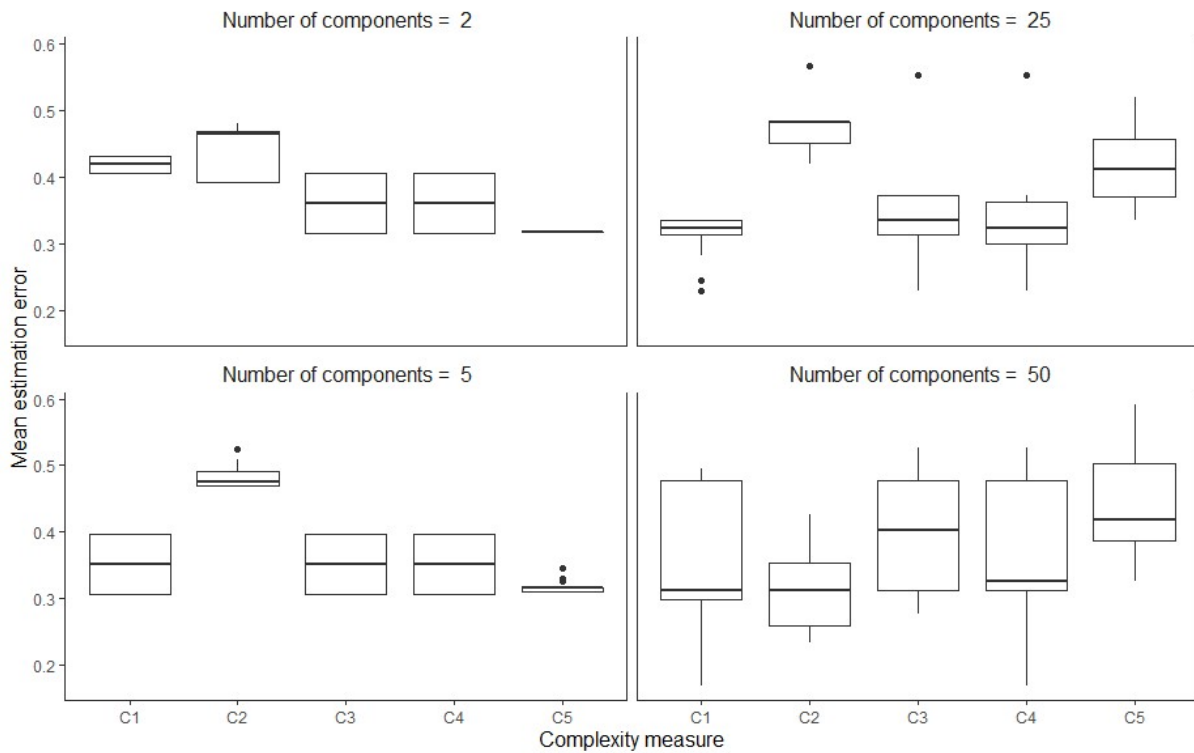 Number of components = 2
Number of components = 25
0.6
0.5
0.4
0.3
0.2
Number of components = 5
Number of components = 50
0.6
0.5
0.4
0.3
0.2
Mean estimation error
C1 C2 C3 C4 C5 C1 C2 C3 C4 C5
Complexity measure